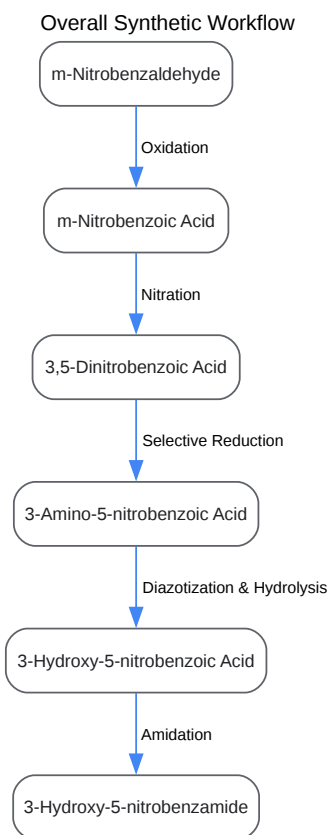 Overall Synthetic Workflow
m-Nitrobenzaldehyde
Oxidation
m-Nitrobenzoic Acid
Nitration
3,5-Dinitrobenzoic Acid
Selective Reduction
3-Amino-5-nitrobenzoic Acid
Diazotization & Hydrolysis
3-Hydroxy-5-nitrobenzoic Acid
Amidation
3-Hydroxy-5-nitrobenzamide